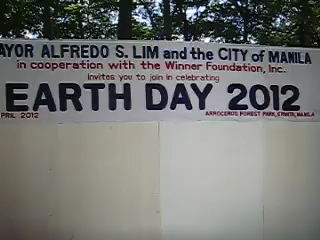 AYOR ALFREDO S. LIM and the CITY of MANILA
in cooperation with the Winner Foundation, Inc.
invites you to join in celebrating
EARTH DAY 2012
PRIL 2012 ARROCEROS FOREST PARK, ERMITA, MANILA